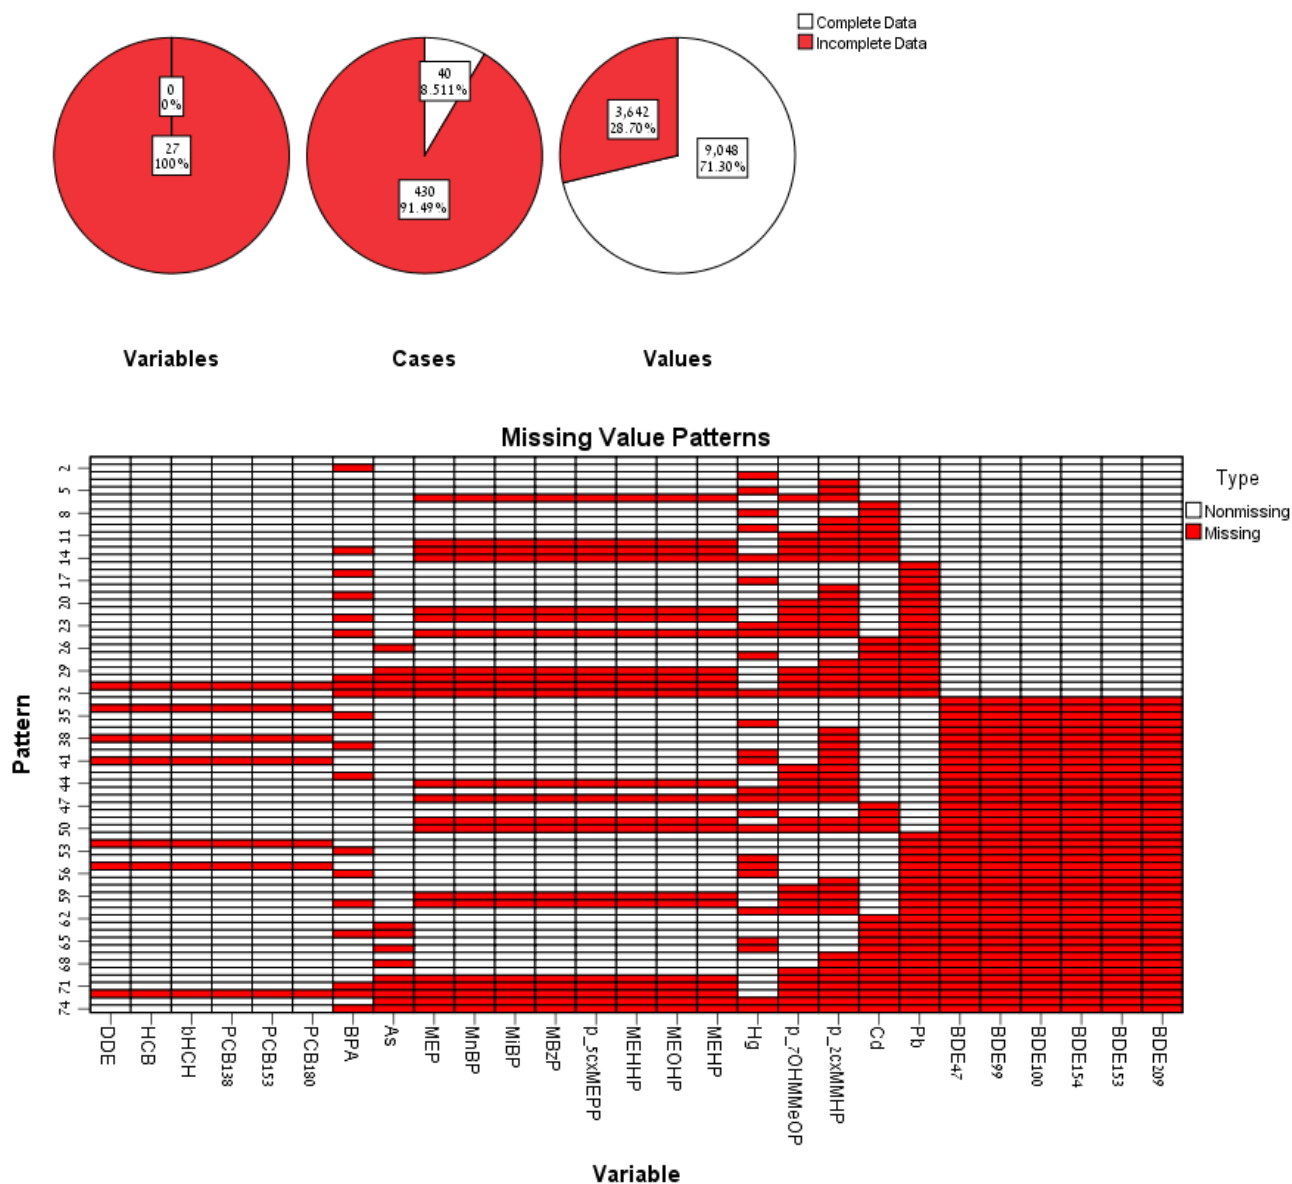 Complete Data
Incomplete Data
0
0%
27
100%
40
8.511%
430
91.49%
3,642
28.70%
9,048
71.30%
Variables
Cases
Values
Missing Value Patterns
Type
Nonmissing
Missing
Pattern
2
5
8
11
14
17
20
23
26
29
32
35
38
41
44
47
50
53
56
59
62
65
68
71
74
DDE
HCB
bHCH
PCB138
PCB153
PCB180
BPA
As
MEP
MnBP
MiBP
MBzP
p_5cxMEPP
MEHHP
MEOHP
MEHP
Hg
p_7OHMMeOP
p_2cxMMHP
Cd
Pb
BDE47
BDE99
BDE100
BDE154
BDE153
BDE209
Variable